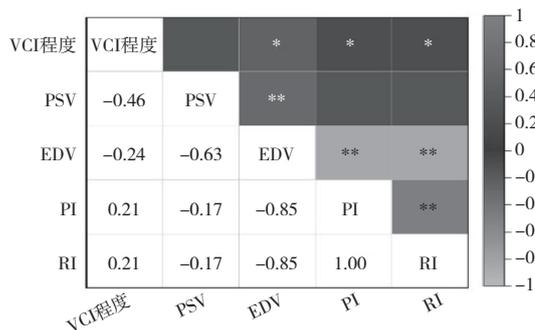 VCI程度 VCI程度 * * *
PSV -0.46 PSV **
EDV -0.24 -0.63 EDV ** **
PI 0.21 -0.17 -0.85 PI **
RI 0.21 -0.17 -0.85 1.00 RI
VCI程度 PSV EDV PI RI
1
0.8
0.6
0.4
0.2
0
-1